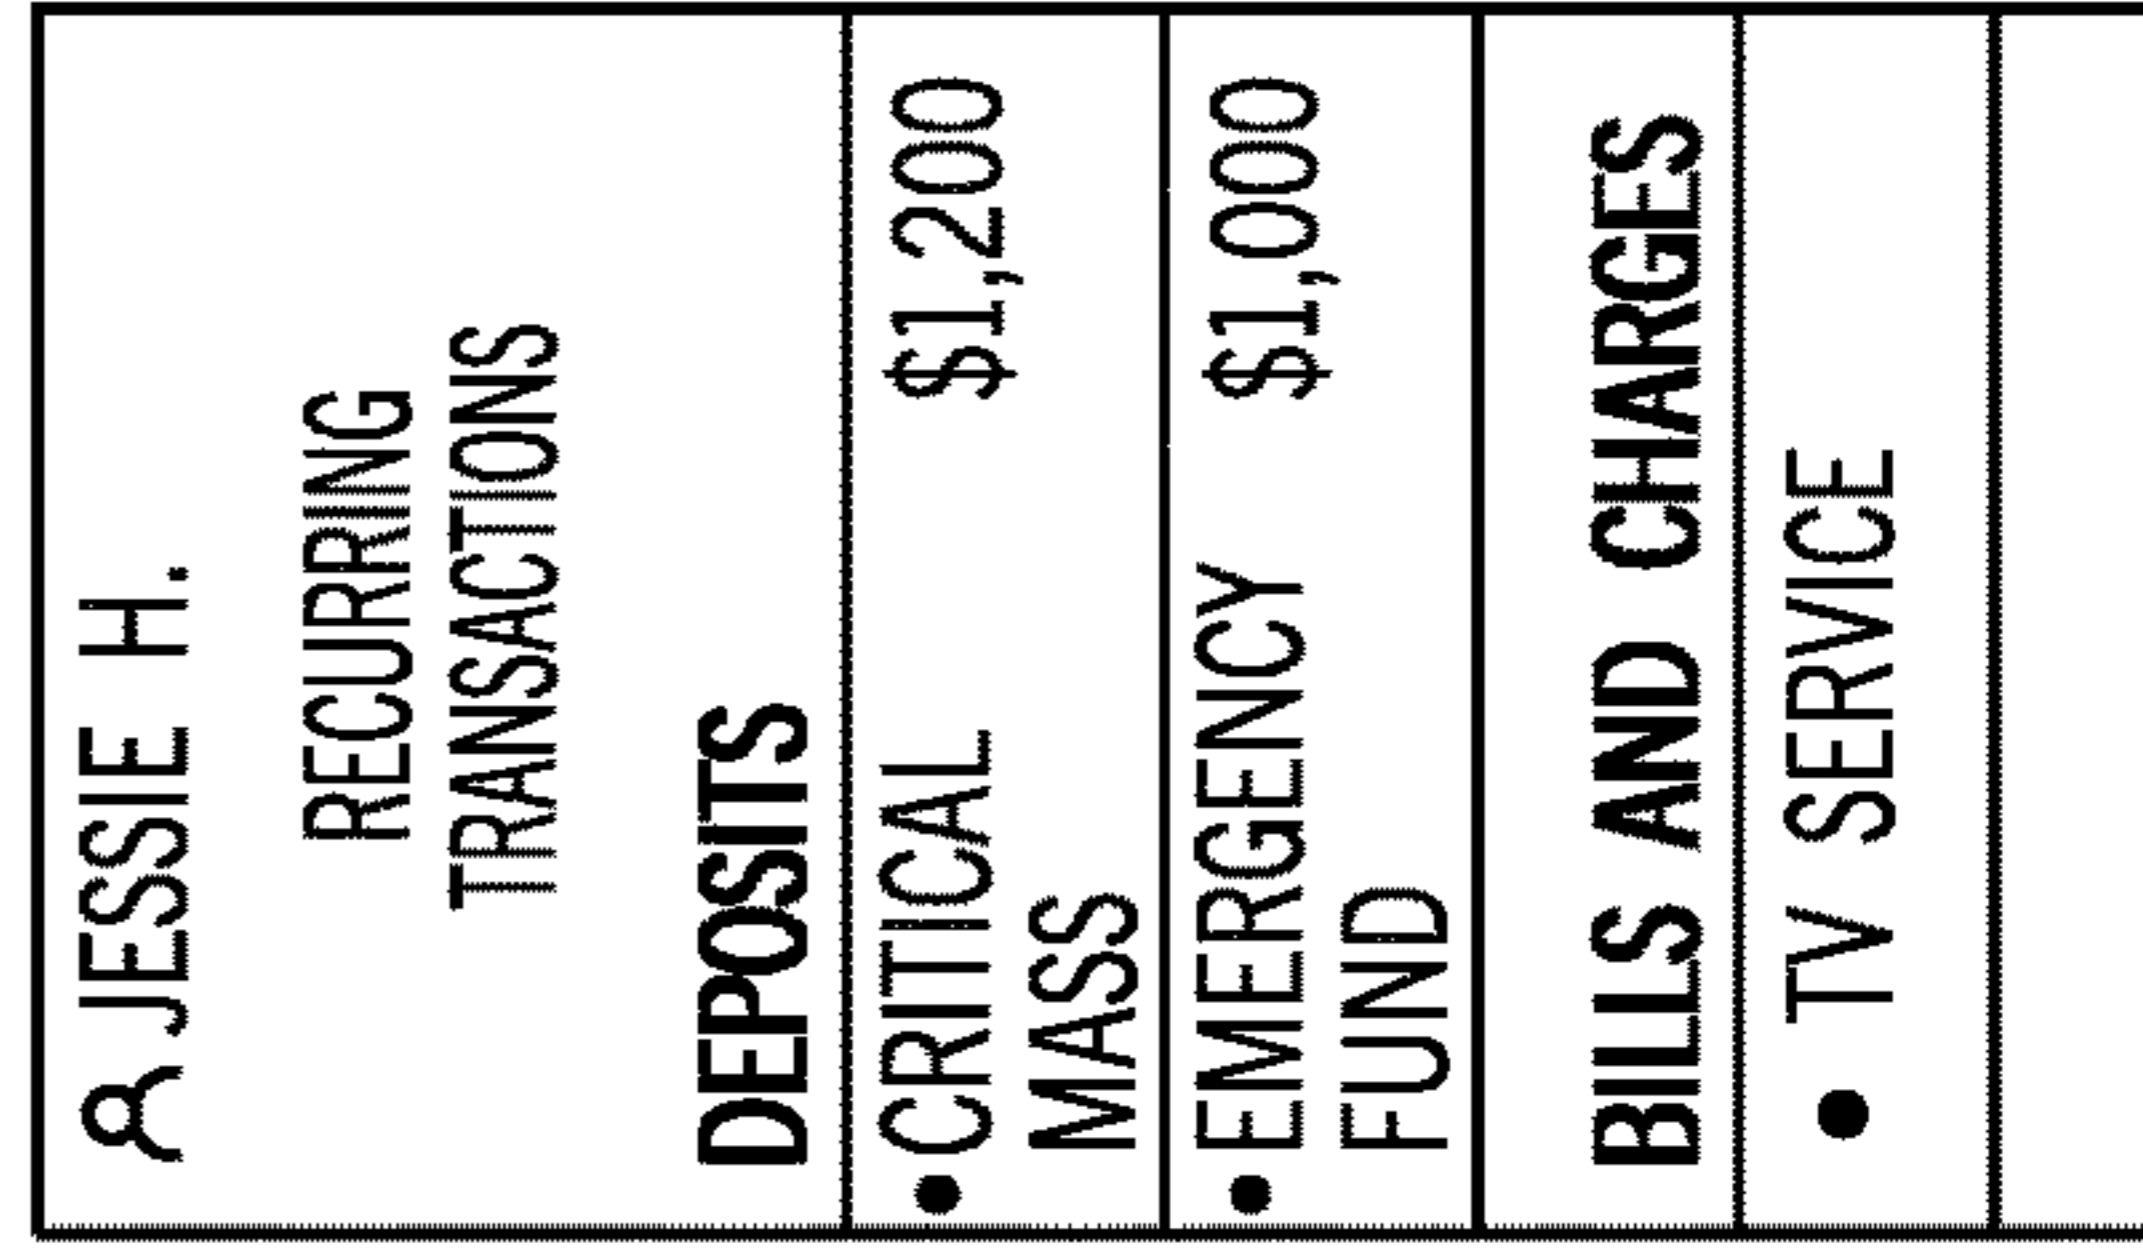 JESSIE H.
RECURRING
TRANSACTIONS
DEPOSITS
• CRITICAL $1,200
MASS
• EMERGENCY $1,000
FUND
BILLS AND CHARGES
• TV SERVICE